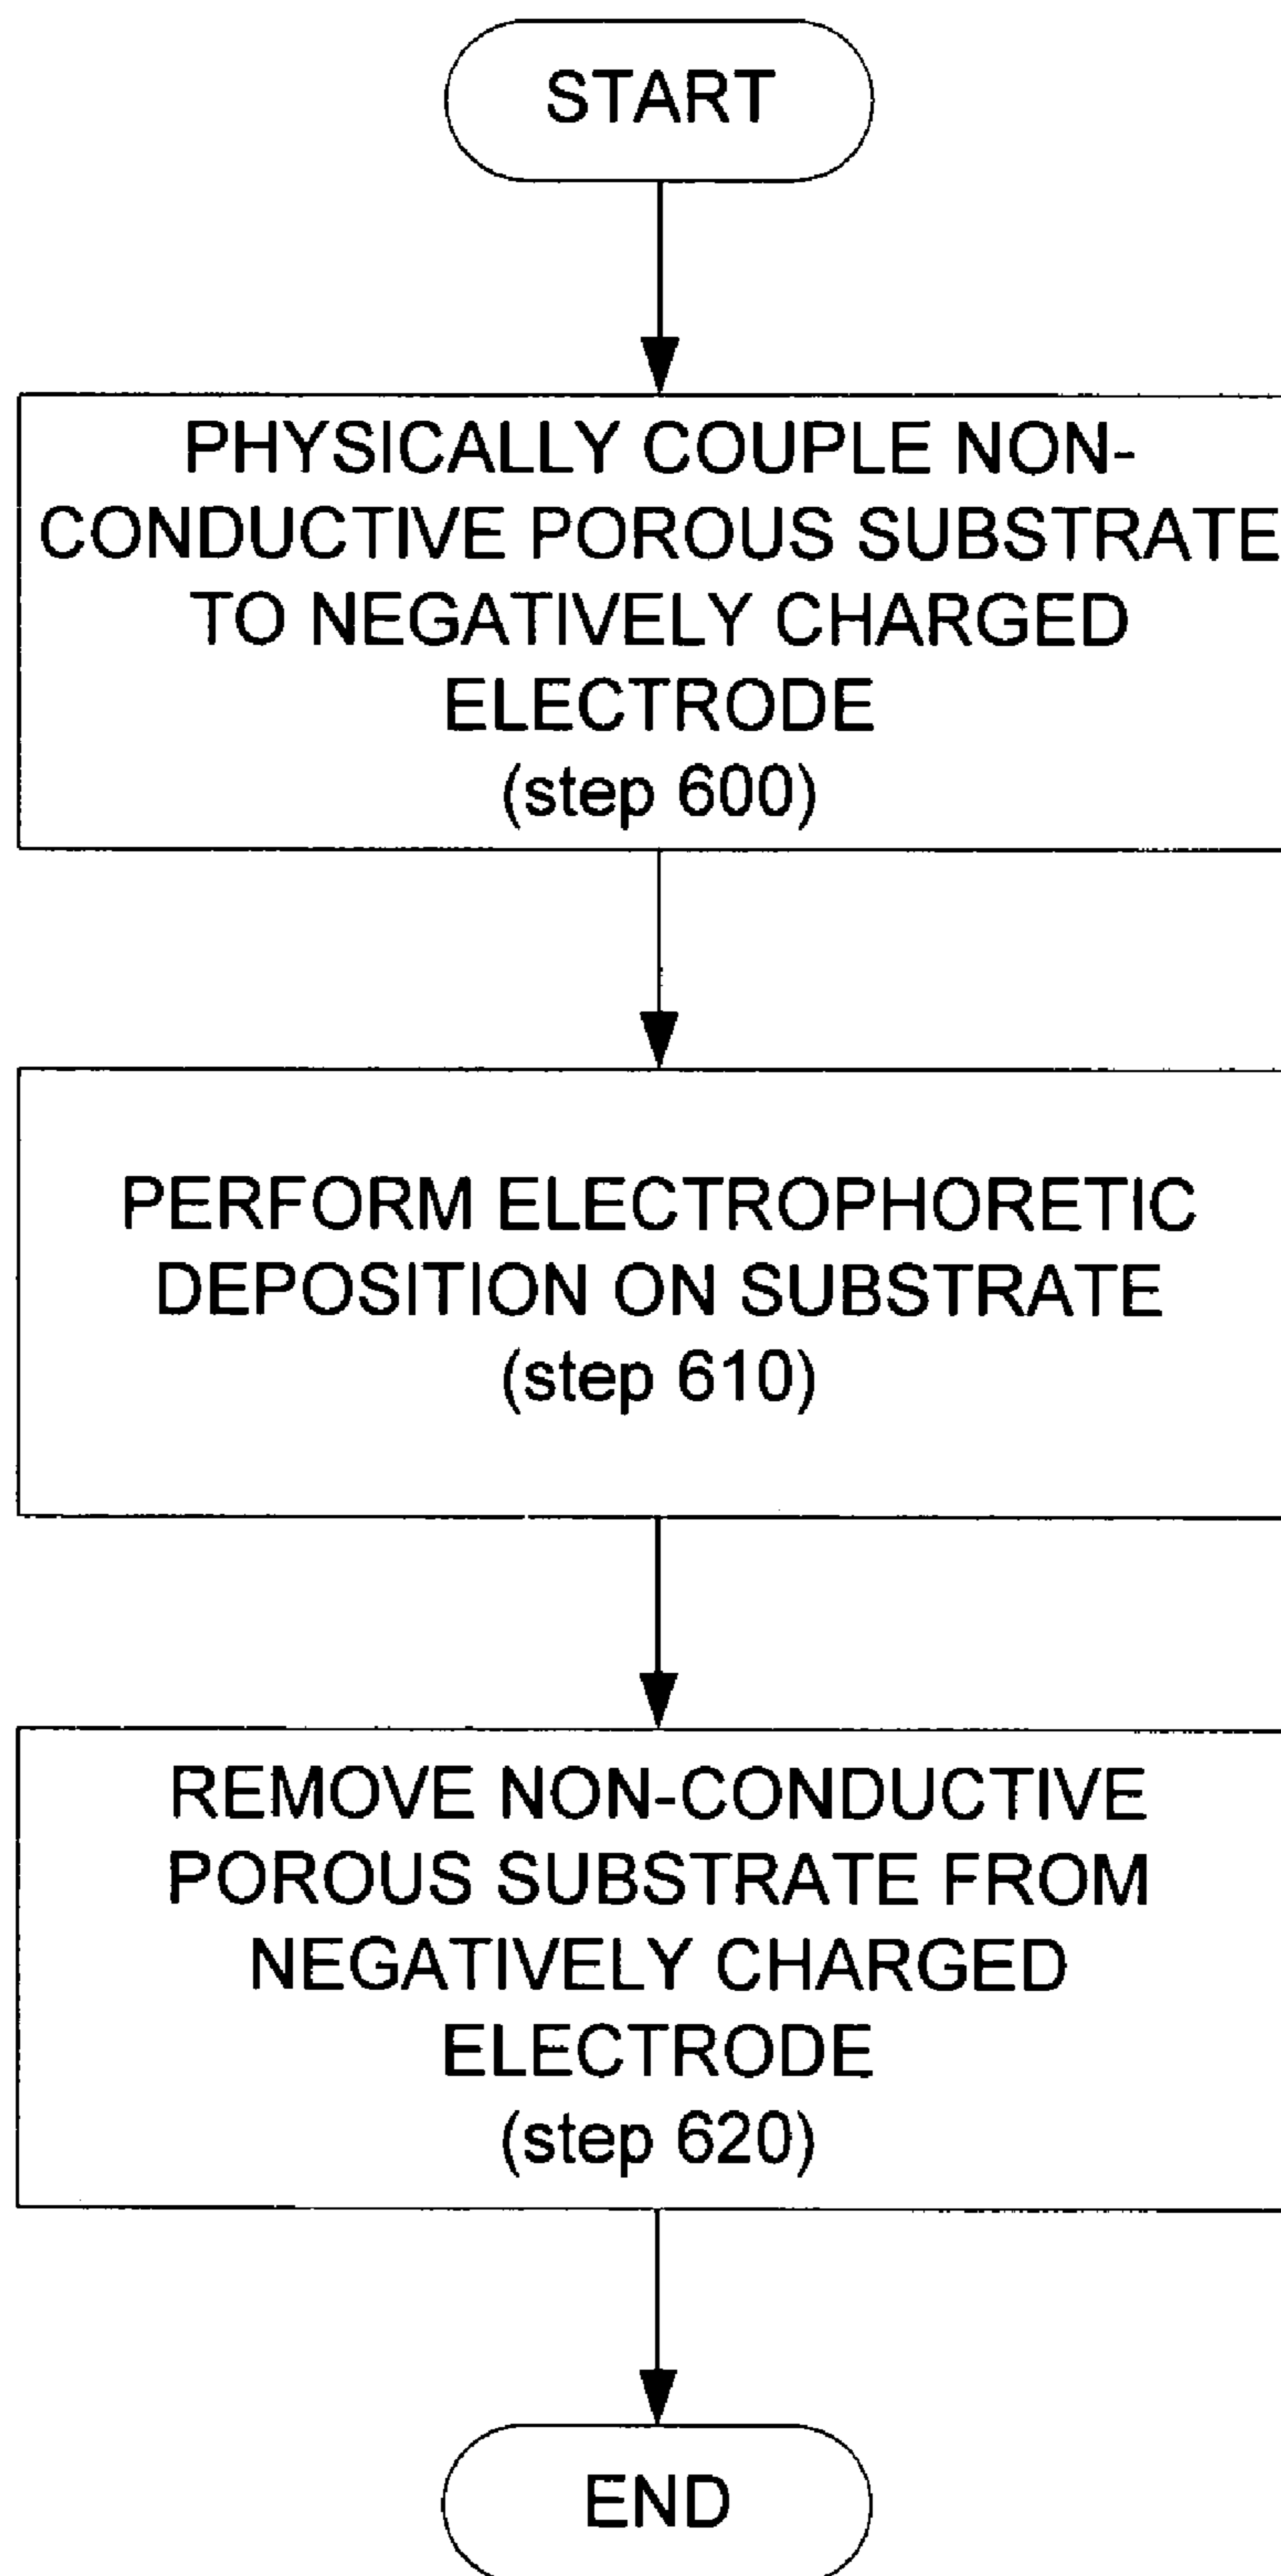 START
PHYSICALLY COUPLE NON-
CONDUCTIVE POROUS SUBSTRATE
TO NEGATIVELY CHARGED
ELECTRODE
(step 600)
PERFORM ELECTROPHORETIC
DEPOSITION ON SUBSTRATE
(step 610)
REMOVE NON-CONDUCTIVE
POROUS SUBSTRATE FROM
NEGATIVELY CHARGED
ELECTRODE
(step 620)
END